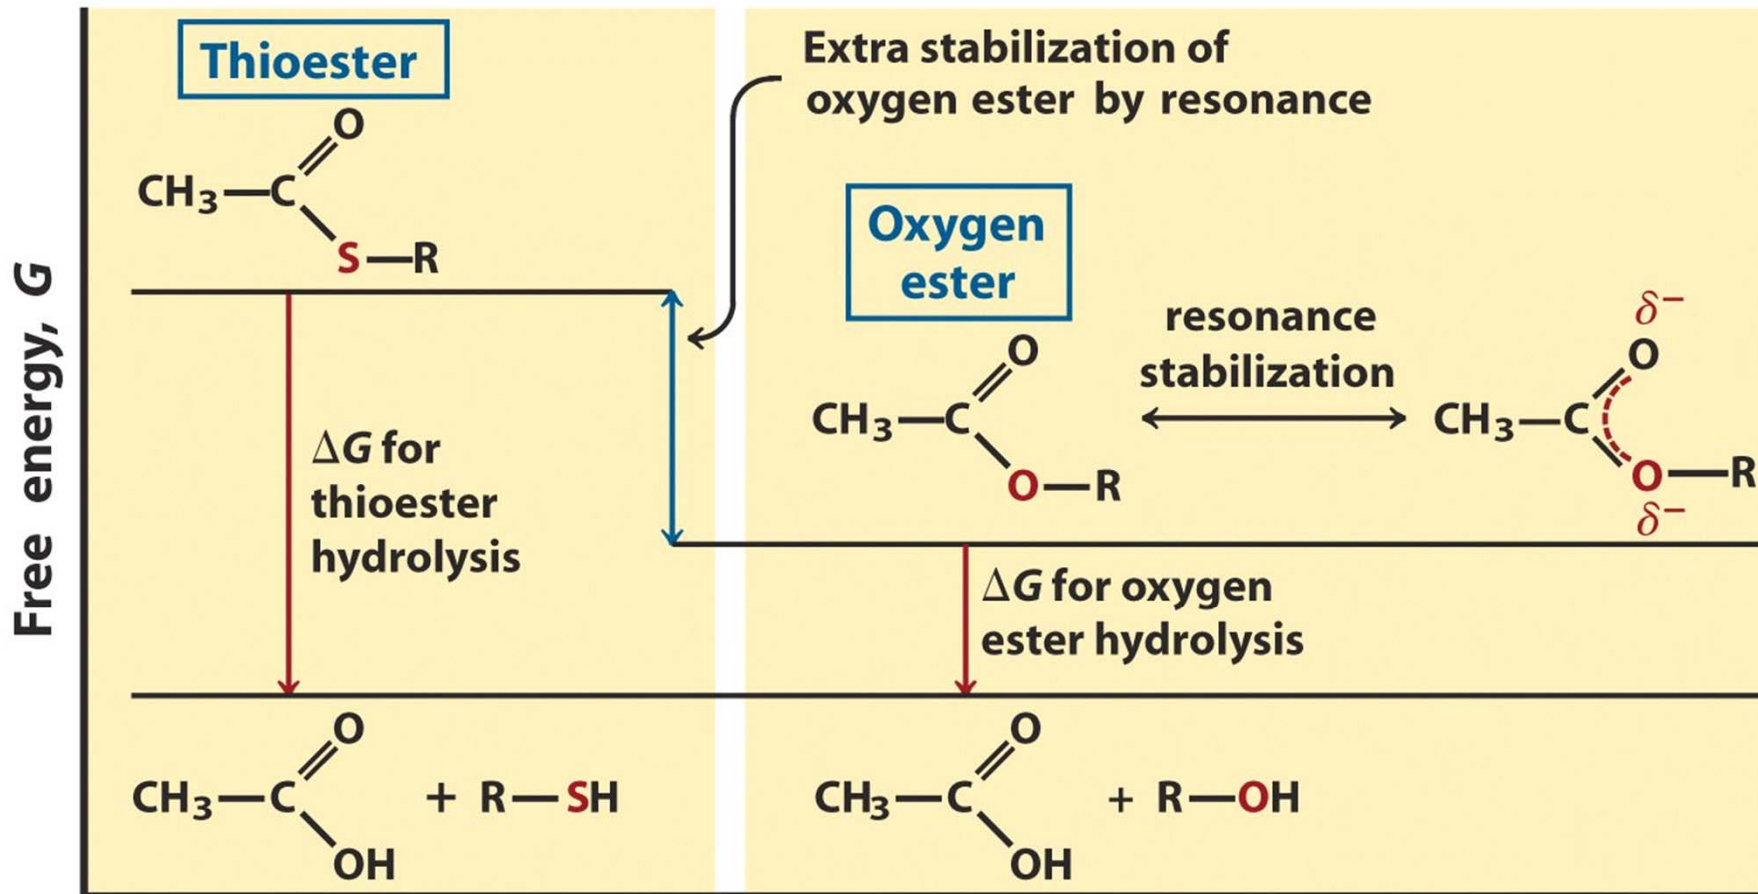 Free energy, G
Thioester
O
CH₃—C
S—R
ΔG for
thioester
hydrolysis
Extra stabilization of
oxygen ester by resonance
Oxygen
ester
O
CH₃—C
O—R
resonance
stabilization
δ−
O
CH₃—C
O—R
δ−
ΔG for oxygen
ester hydrolysis
O
CH₃—C + R—SH
OH
O
CH₃—C + R—OH
OH